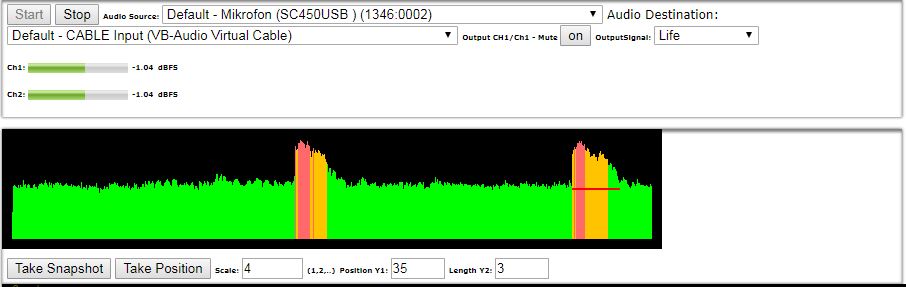 Start Stop Audio Source: Default - Mikrofon (SC450USB ) (1346:0002) Audio Destination:
Default - CABLE Input (VB-Audio Virtual Cable) Output CH1/Ch1 - Mute on OutputSignal: Life
Ch1: -1.04 dBFS
Ch2: -1.04 dBFS
Take Snapshot Take Position Scale: 4 (1,2,..) Position Y1: 35 Length Y2: 3